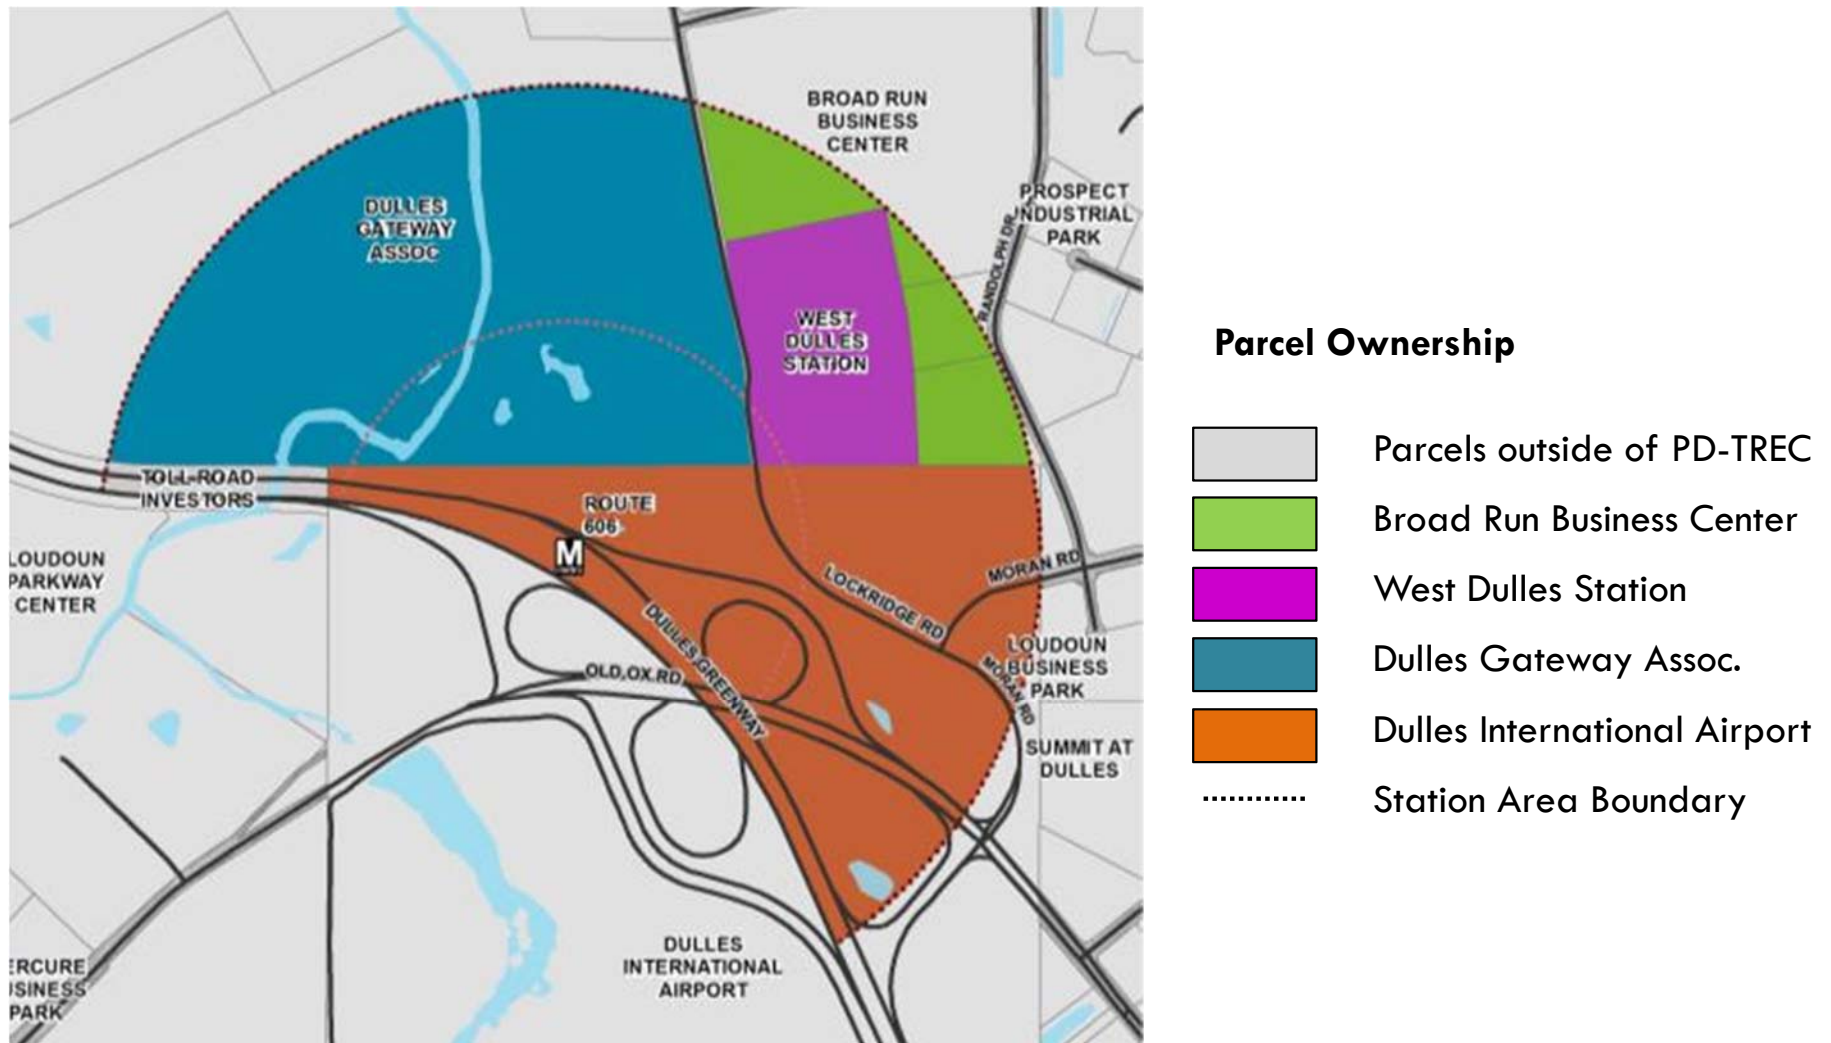 BROAD RUN
BUSINESS
CENTER
PROSPECT
INDUSTRIAL
PARK
RANDOLPH DR
DULLES
GATEWAY
ASSOC
WEST
DULLES
STATION
TOLL ROAD
INVESTORS
ROUTE
606
M
LOUDOUN
PARKWAY
CENTER
LOCKRIDGE RD
MORAN RD
DULLES GREENWAY
OLD OX RD
LOUDOUN
BUSINESS
PARK
MORAN RD
SUMMIT AT
DULLES
DULLES
INTERNATIONAL
AIRPORT
ERCURE
USINESS
PARK
Parcel Ownership
Parcels outside of PD-TREC
Broad Run Business Center
West Dulles Station
Dulles Gateway Assoc.
Dulles International Airport
Station Area Boundary